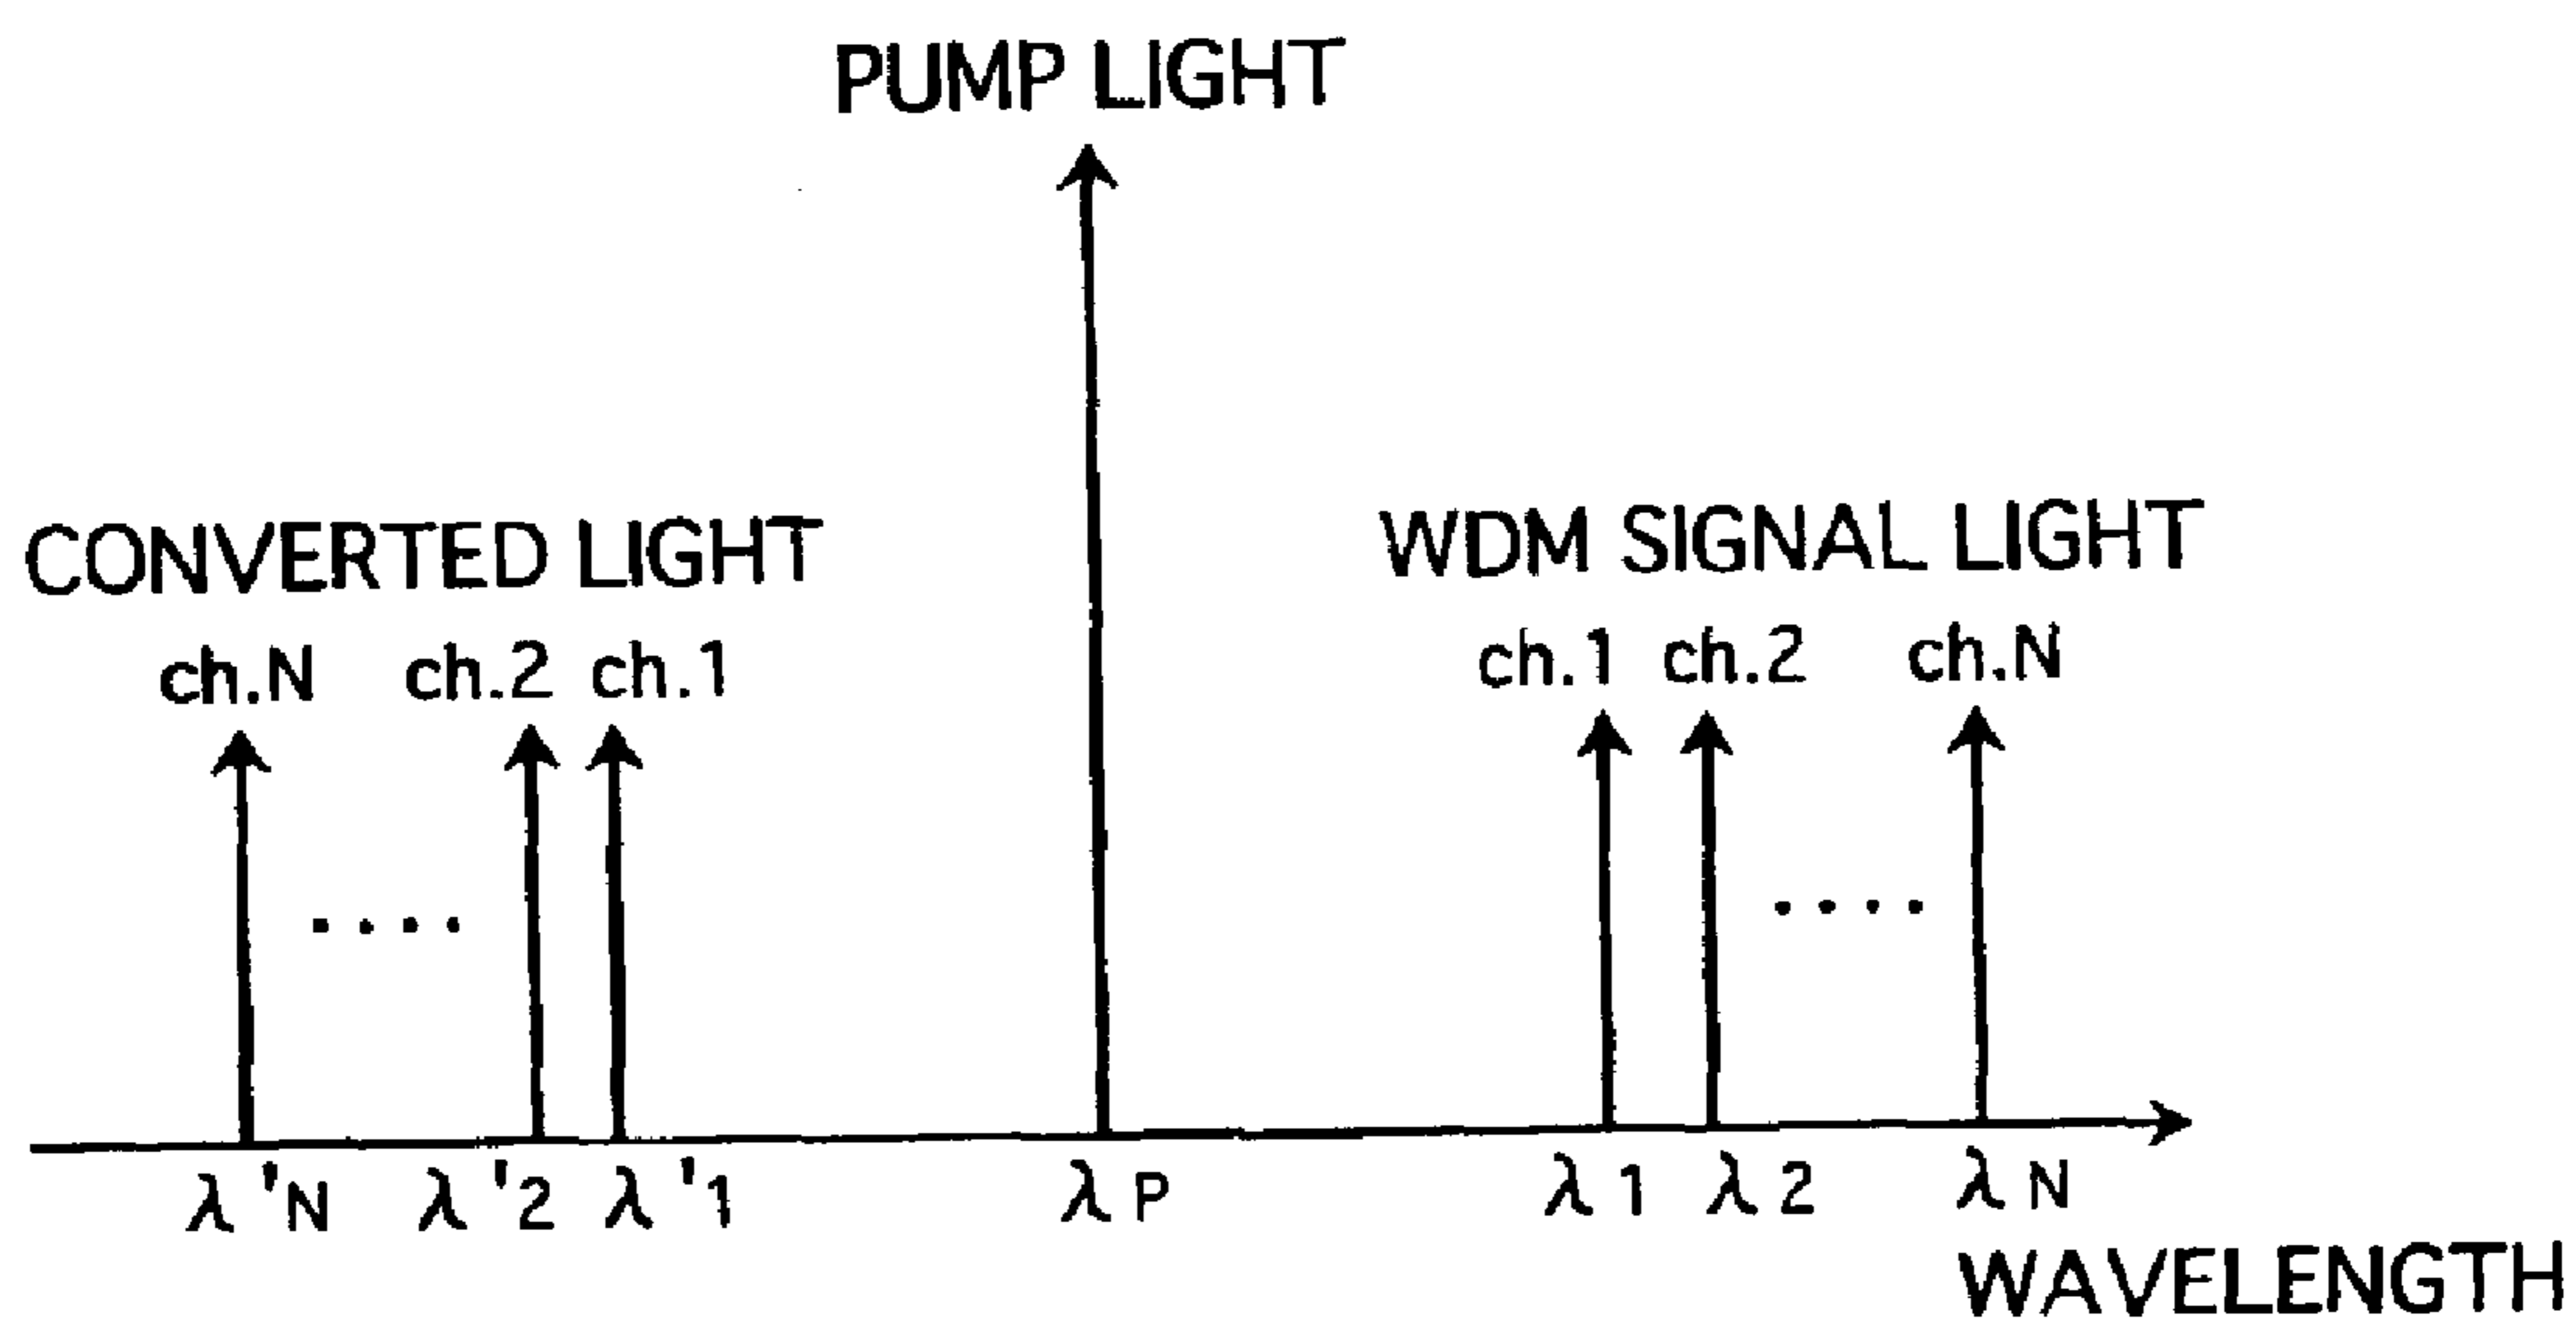 PUMP LIGHT
CONVERTED LIGHT
WDM SIGNAL LIGHT
ch.N ch.2 ch.1
ch.1 ch.2 ch.N
λ'N λ'2 λ'1 λP λ1 λ2 λN
WAVELENGTH